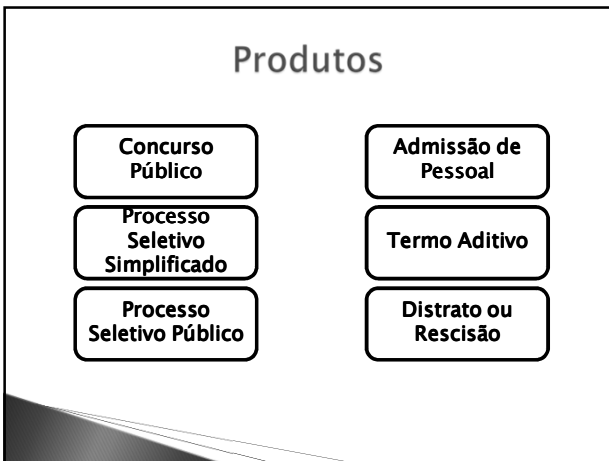 Produtos
Concurso
Público
Processo
Seletivo
Simplificado
Processo
Seletivo Público
Admissão de
Pessoal
Termo Aditivo
Distrato ou
Rescisão